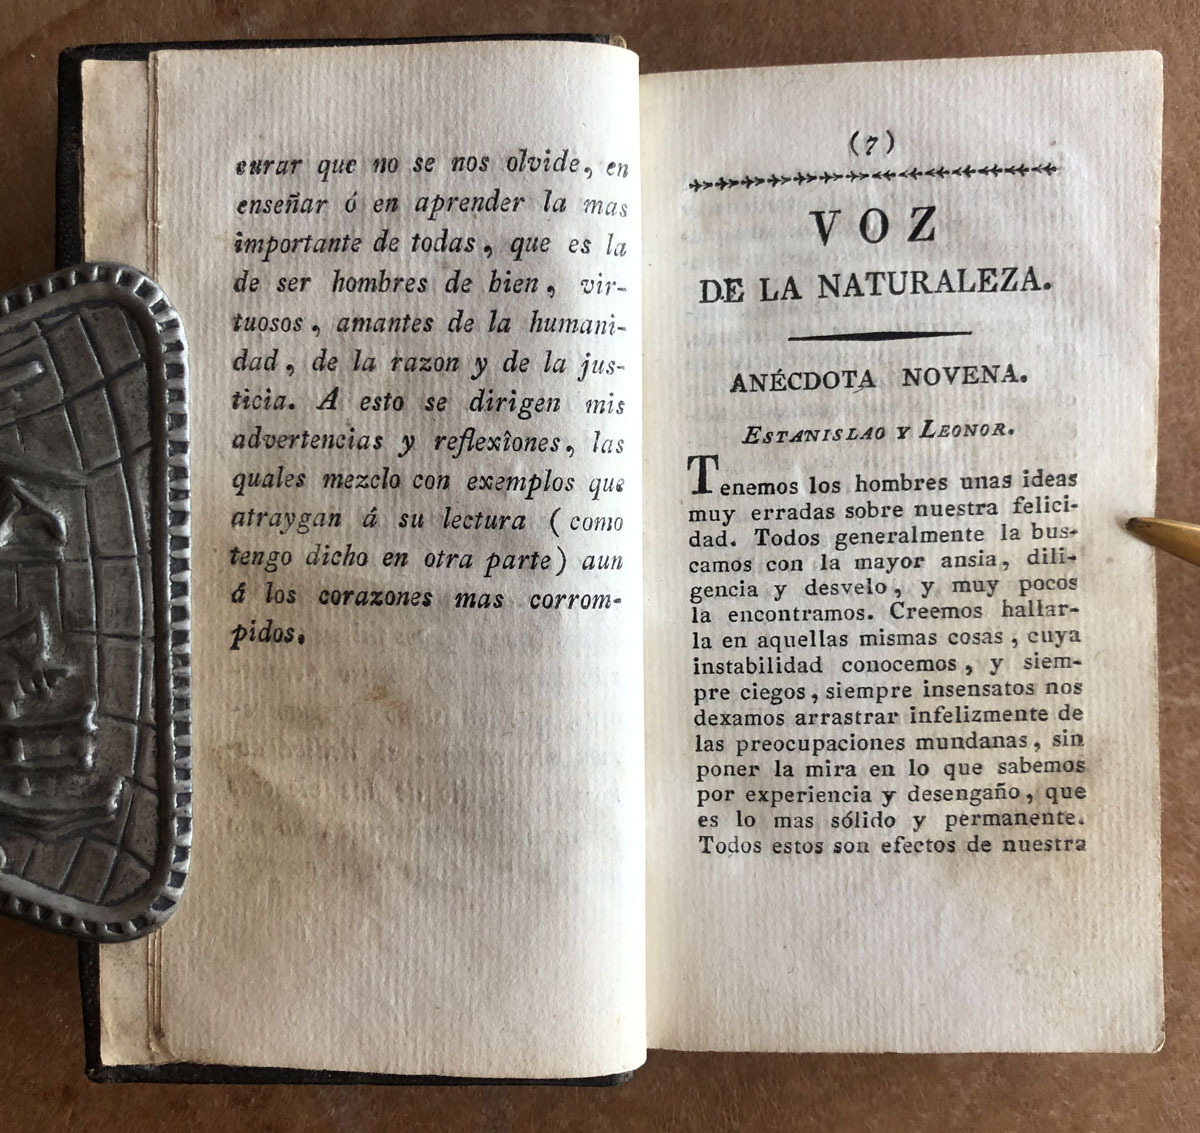 curar que no se nos olvide, en
enseñar ó en aprender la mas
importante de todas, que es la
de ser hombres de bien, vir-
tuosos, amantes de la humani-
dad, de la razon y de la jus-
ticia. Á esto se dirigen mis
advertencias y reflexîones, las
quales mezclo con exemplos que
atraygan á su lectura (como
tengo dicho en otra parte) aun
á los corazones mas corrom-
pidos.
(7)
VOZ
DE LA NATURALEZA.
ANÉCDOTA NOVENA.
ESTANISLAO Y LEONOR.
Tenemos los hombres unas ideas
muy erradas sobre nuestra felici-
dad. Todos generalmente la bus-
camos con la mayor ansia, dili-
gencia y desvelo, y muy pocos
la encontramos. Creemos hallar-
la en aquellas mismas cosas, cuya
instabilidad conocemos, y siem-
pre ciegos, siempre insensatos nos
dexamos arrastrar infelizmente de
las preocupaciones mundanas, sin
poner la mira en lo que sabemos
por experiencia y desengaño, que
es lo mas sólido y permanente.
Todos estos son efectos de nuestra